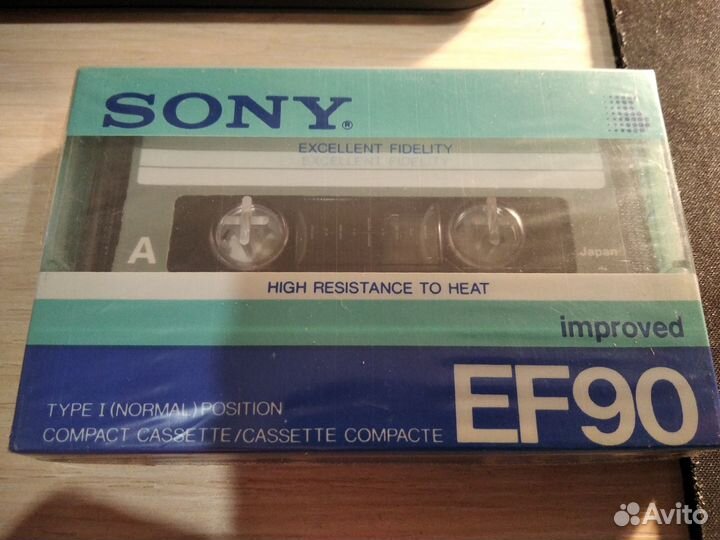 SONY®
EXCELLENT FIDELITY
EXCELLENT FIDELITY
A
Japan
HIGH RESISTANCE TO HEAT
improved
EF90
TYPE I (NORMAL) POSITION
COMPACT CASSETTE/CASSETTE COMPACTE
Avito